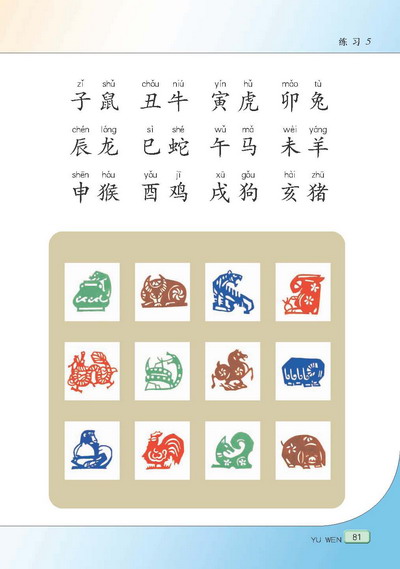 练习 5
zǐ shǔ chǒu niú yín hǔ mǎo tù
子鼠 丑牛 寅虎 卯兔
chén lóng sì shé wǔ mǎ wèi yáng
辰龙 巳蛇 午马 未羊
shēn hóu yǒu jī xū gǒu hài zhū
申猴 酉鸡 戌狗 亥猪
YU WEN 81